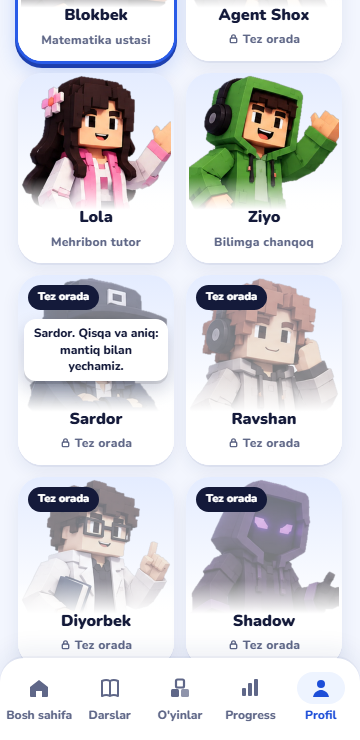 Blokbek
Matematika ustasi
Agent Shox
Tez orada
Lola
Mehribon tutor
Ziyo
Bilimga chanqoq
Tez orada
Sardor. Qisqa va aniq:
mantiq bilan
yechamiz.
Sardor
Tez orada
Tez orada
Ravshan
Tez orada
Tez orada
Diyorbek
Tez orada
Tez orada
Shadow
Tez orada
Bosh sahifa
Darslar
O'yinlar
Progress
Profil